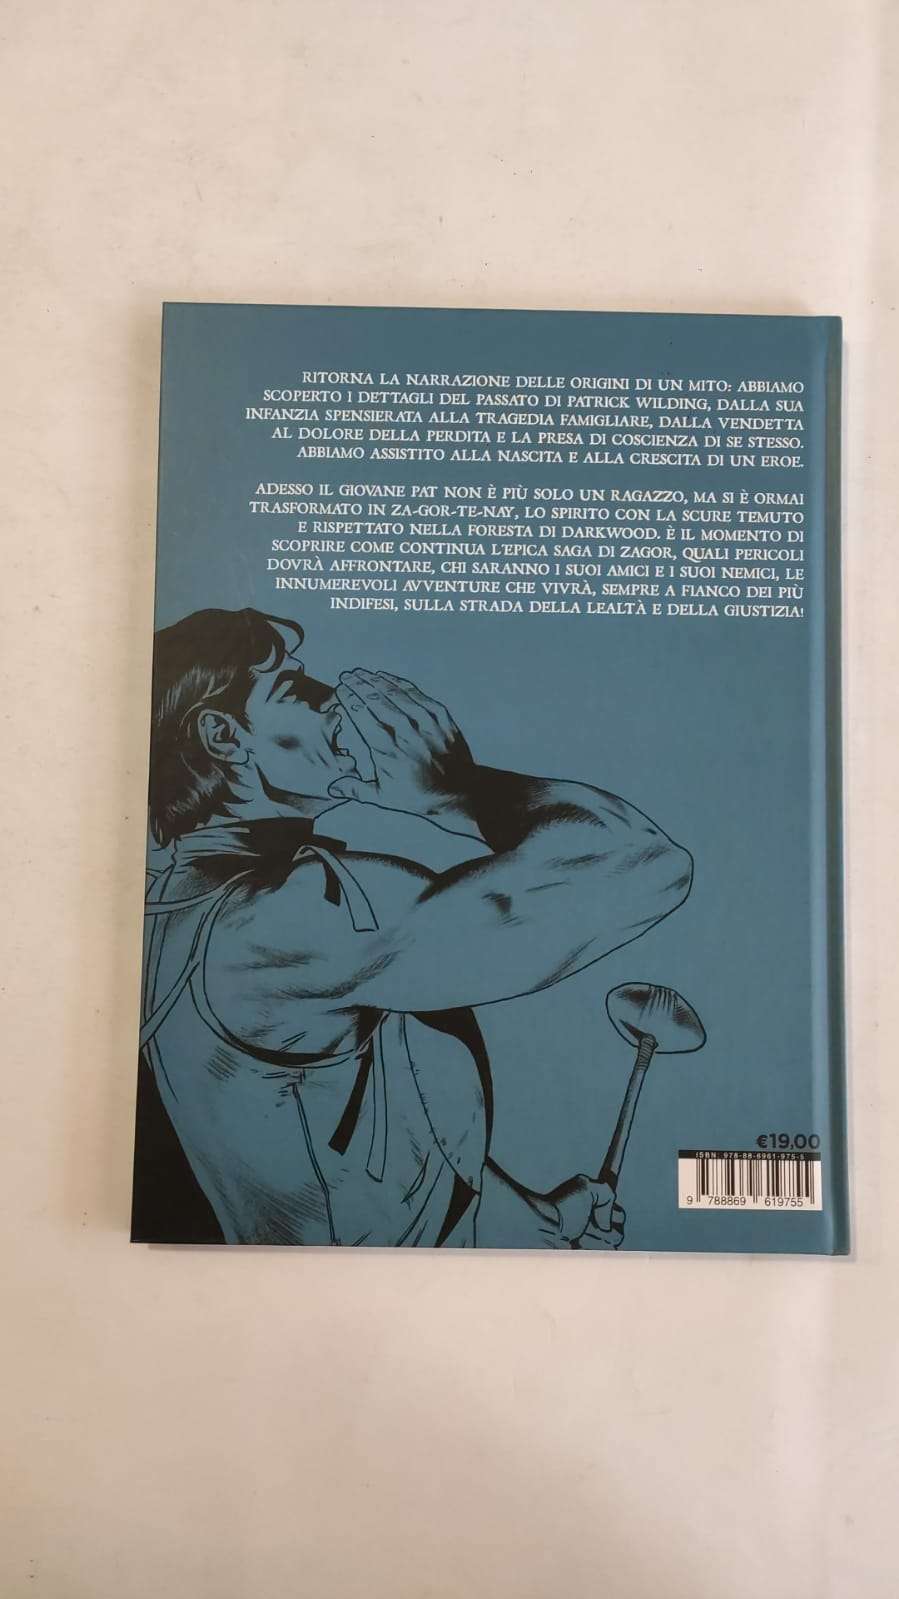 RITORNA LA NARRAZIONE DELLE ORIGINI DI UN MITO: ABBIAMO
SCOPERTO I DETTAGLI DEL PASSATO DI PATRICK WILDING, DALLA SUA
INFANZIA SPENSIERATA ALLA TRAGEDIA FAMIGLIARE, DALLA VENDETTA
AL DOLORE DELLA PERDITA E LA PRESA DI COSCIENZA DI SE STESSO.
ABBIAMO ASSISTITO ALLA NASCITA E ALLA CRESCITA DI UN EROE.
ADESSO IL GIOVANE PAT NON È PIÙ SOLO UN RAGAZZO, MA SI È ORMAI
TRASFORMATO IN ZA-GOR-TE-NAY, LO SPIRITO CON LA SCURE TEMUTO
E RISPETTATO NELLA FORESTA DI DARKWOOD. È IL MOMENTO DI
SCOPRIRE COME CONTINUA L'EPICA SAGA DI ZAGOR, QUALI PERICOLI
DOVRÀ AFFRONTARE, CHI SARANNO I SUOI AMICI E I SUOI NEMICI, LE
INNUMEREVOLI AVVENTURE CHE VIVRÀ, SEMPRE A FIANCO DEI PIÙ
INDIFESI, SULLA STRADA DELLA LEALTÀ E DELLA GIUSTIZIA!
€19,00
ISBN 978-88-6961-975-5
9 788869 619755